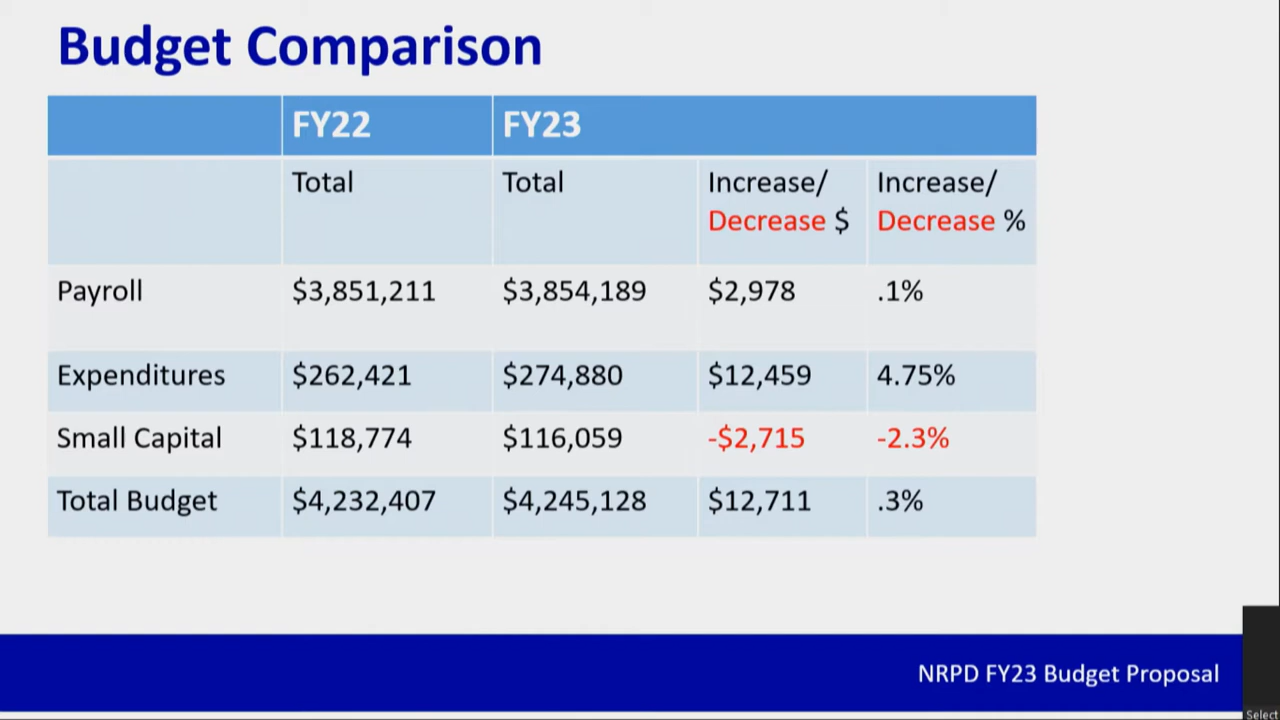 Budget Comparison
FY22 FY23
Total Total Increase/ Increase/
Decrease $ Decrease %
Payroll $3,851,211 $3,854,189 $2,978 .1%
Expenditures $262,421 $274,880 $12,459 4.75%
Small Capital $118,774 $116,059 -$2,715 -2.3%
Total Budget $4,232,407 $4,245,128 $12,711 .3%
NRPD FY23 Budget Proposal
Select